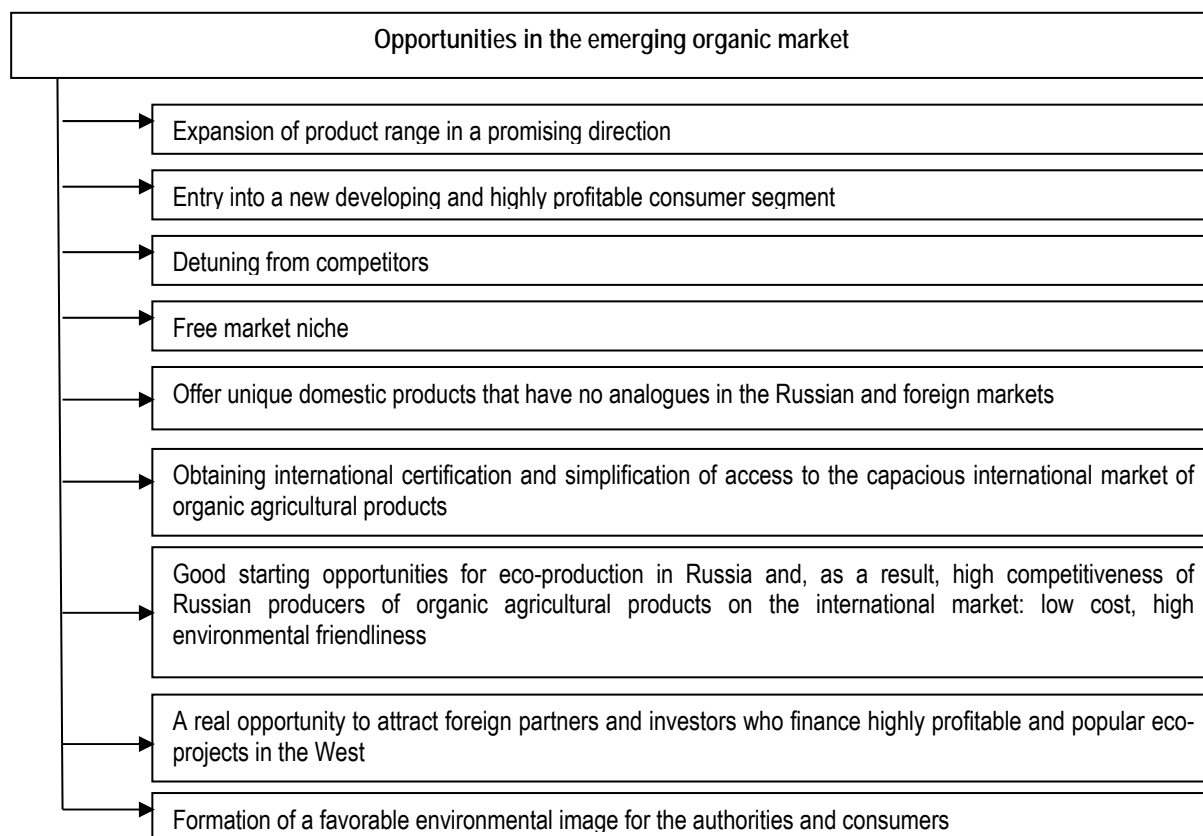 Opportunities in the emerging organic market
Expansion of product range in a promising direction
Entry into a new developing and highly profitable consumer segment
Detuning from competitors
Free market niche
Offer unique domestic products that have no analogues in the Russian and foreign markets
Obtaining international certification and simplification of access to the capacious international market of
organic agricultural products
Good starting opportunities for eco-production in Russia and, as a result, high competitiveness of
Russian producers of organic agricultural products on the international market: low cost, high
environmental friendliness
A real opportunity to attract foreign partners and investors who finance highly profitable and popular eco-
projects in the West
Formation of a favorable environmental image for the authorities and consumers